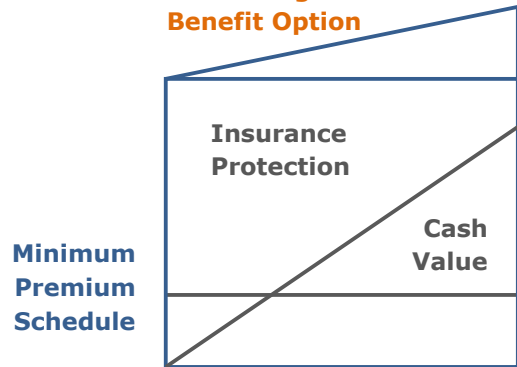 Benefit Option
Insurance
Protection
Cash
Value
Minimum
Premium
Schedule